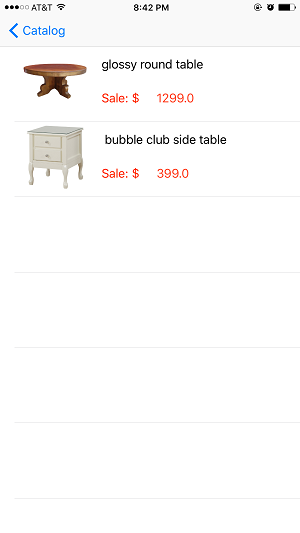 AT&T 8:42 PM
Catalog
glossy round table
Sale: $ 1299.0
bubble club side table
Sale: $ 399.0